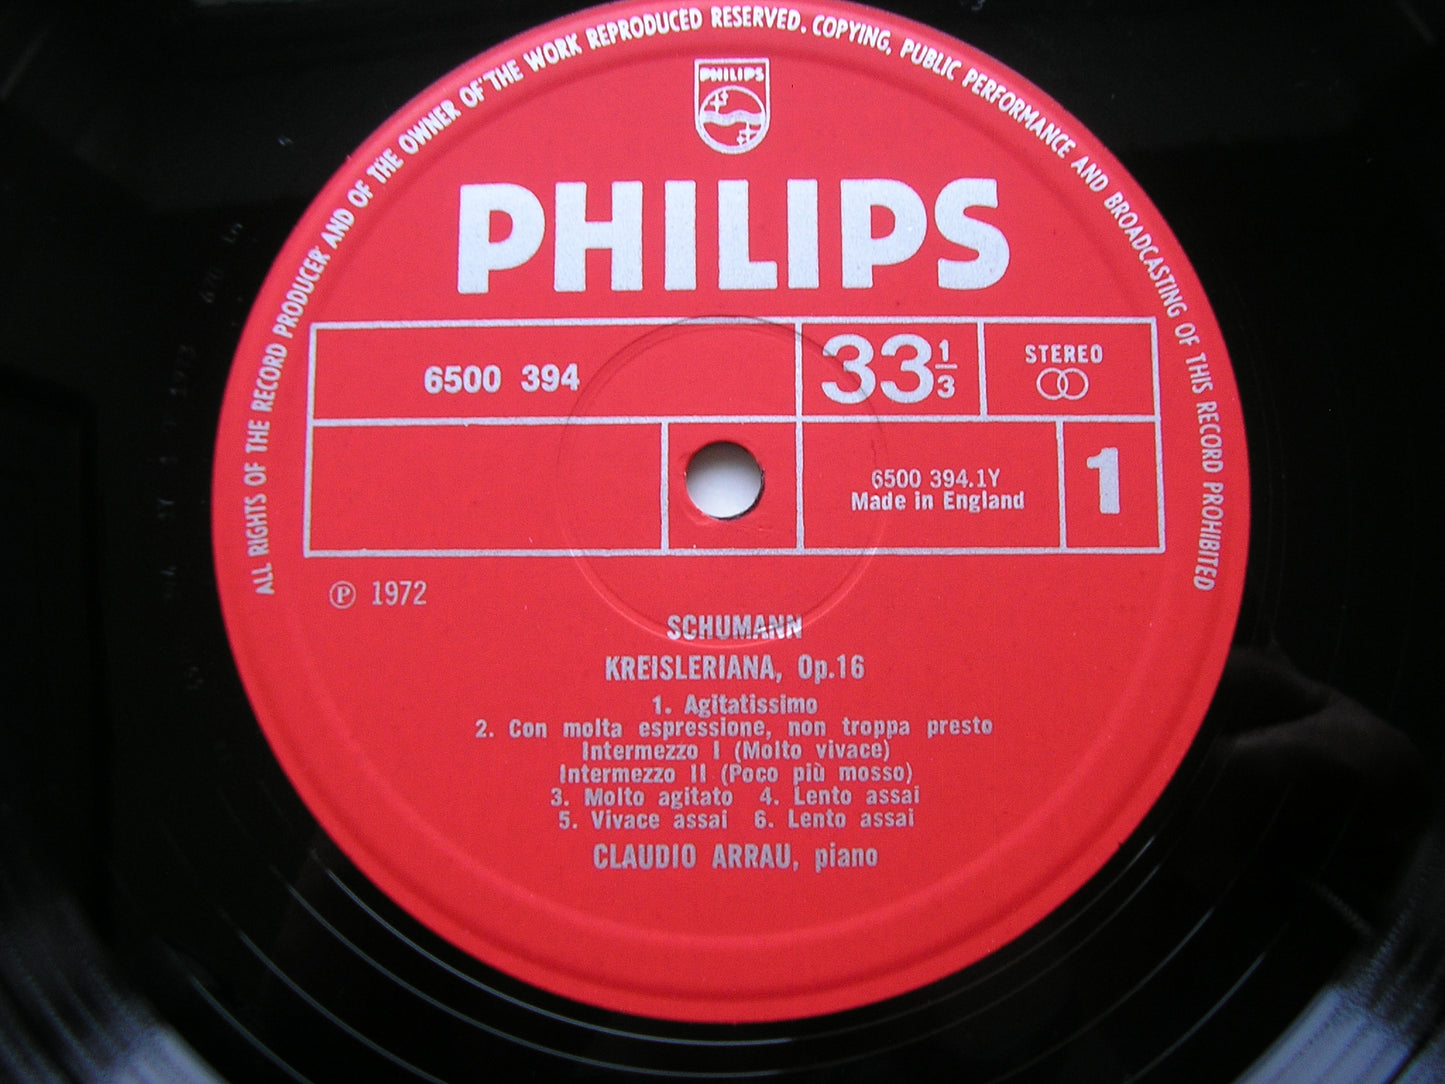 ALL RIGHTS OF THE RECORD PRODUCER AND OF THE OWNER OF THE WORK REPRODUCED RESERVED. COPYING, PUBLIC PERFORMANCE AND BROADCASTING OF THIS RECORD PROHIBITED
PHILIPS
PHILIPS
6500 394
33 1/3
STEREO
6500 394.1Y
Made in England
1
℗ 1972
SCHUMANN
KREISLERIANA, Op.16
1. Agitatissimo
2. Con molta espressione, non troppa presto
Intermezzo I (Molto vivace)
Intermezzo II (Poco più mosso)
3. Molto agitato 4. Lento assai
5. Vivace assai 6. Lento assai
CLAUDIO ARRAU, piano